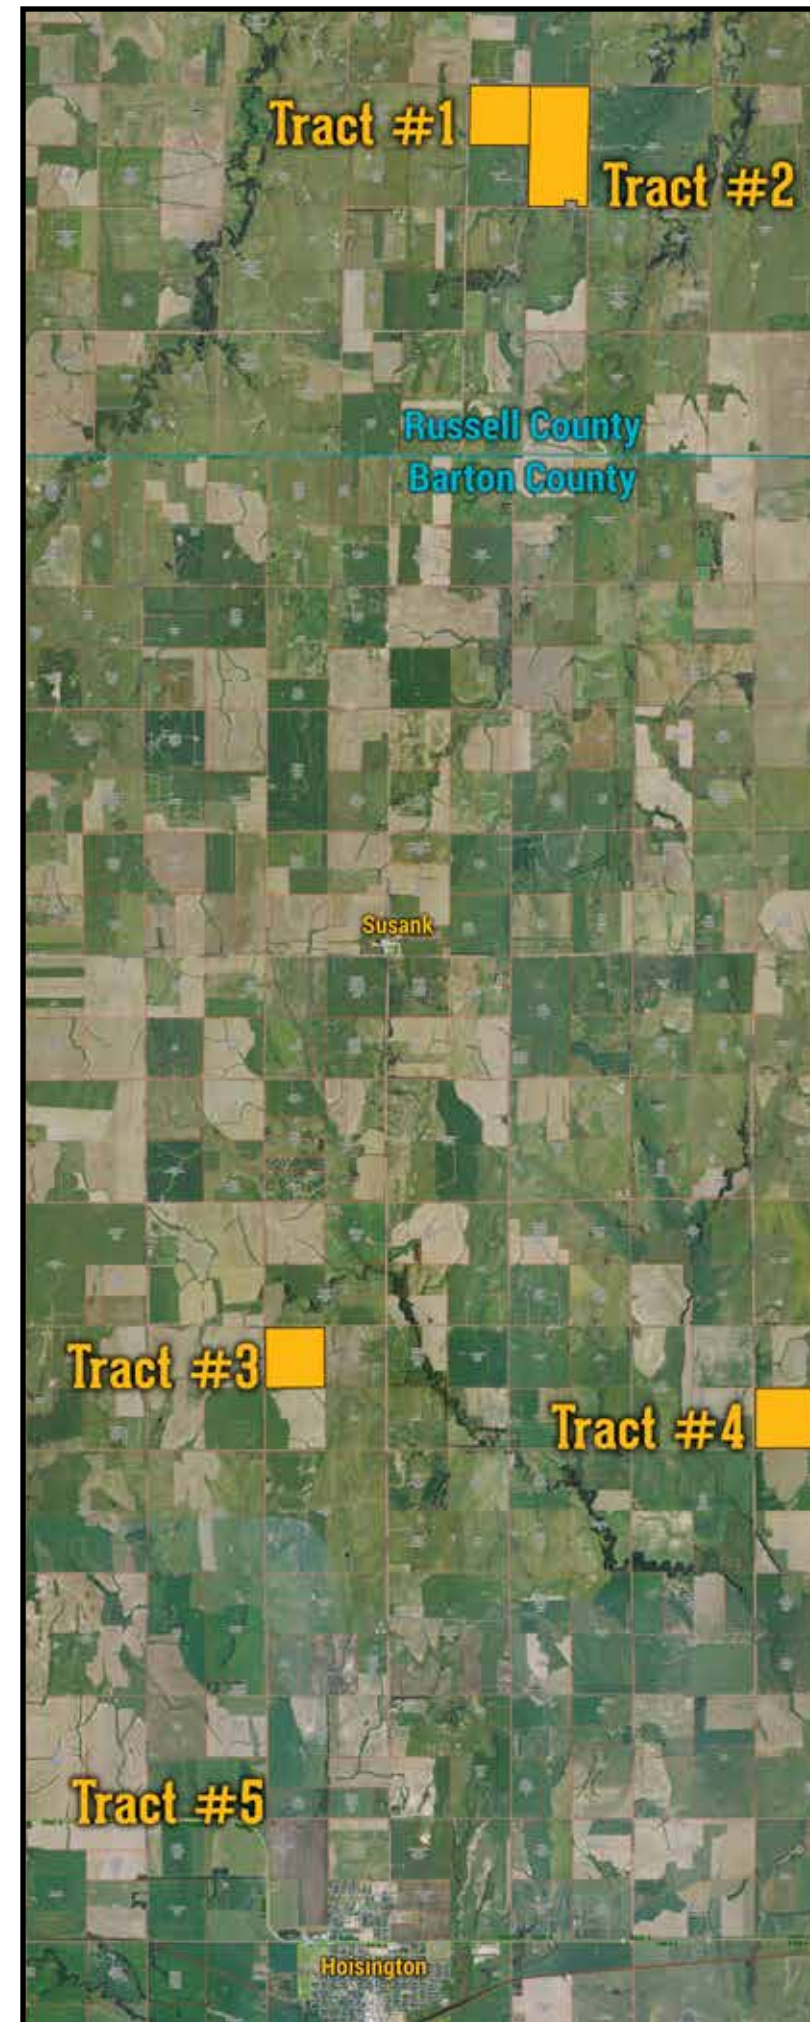 Tract #1
Tract #2
Russell County
Barton County
Susank
Tract #3
Tract #4
Tract #5
Hoisington